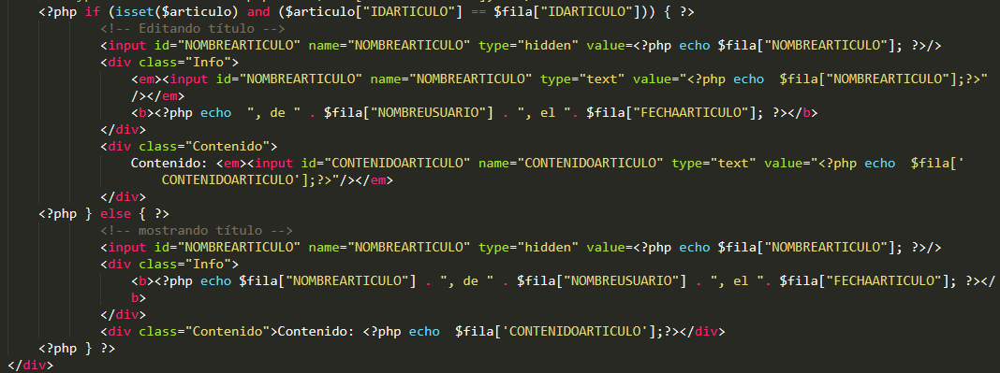 <?php if (isset($articulo) and ($articulo["IDARTICULO"] == $fila["IDARTICULO"])) { ?>
<!-- Editando título -->
<input id="NOMBREARTICULO" name="NOMBREARTICULO" type="hidden" value=<?php echo $fila["NOMBREARTICULO"]; ?>/>
<div class="Info">
<em><input id="NOMBREARTICULO" name="NOMBREARTICULO" type="text" value="<?php echo  $fila["NOMBREARTICULO"];?>"
/></em>
<b><?php echo  ", de " . $fila["NOMBREUSUARIO"] . ", el ". $fila["FECHAARTICULO"]; ?></b>
</div>
<div class="Contenido">
Contenido: <em><input id="CONTENIDOARTICULO" name="CONTENIDOARTICULO" type="text" value="<?php echo  $fila['
CONTENIDOARTICULO'];?>"/></em>
</div>
<?php } else { ?>
<!-- mostrando título -->
<input id="NOMBREARTICULO" name="NOMBREARTICULO" type="hidden" value=<?php echo $fila["NOMBREARTICULO"]; ?>/>
<div class="Info">
<b><?php echo $fila["NOMBREARTICULO"] . ", de " . $fila["NOMBREUSUARIO"] . ", el ". $fila["FECHAARTICULO"]; ?></
b>
</div>
<div class="Contenido">Contenido: <?php echo  $fila['CONTENIDOARTICULO'];?></div>
<?php } ?>
</div>